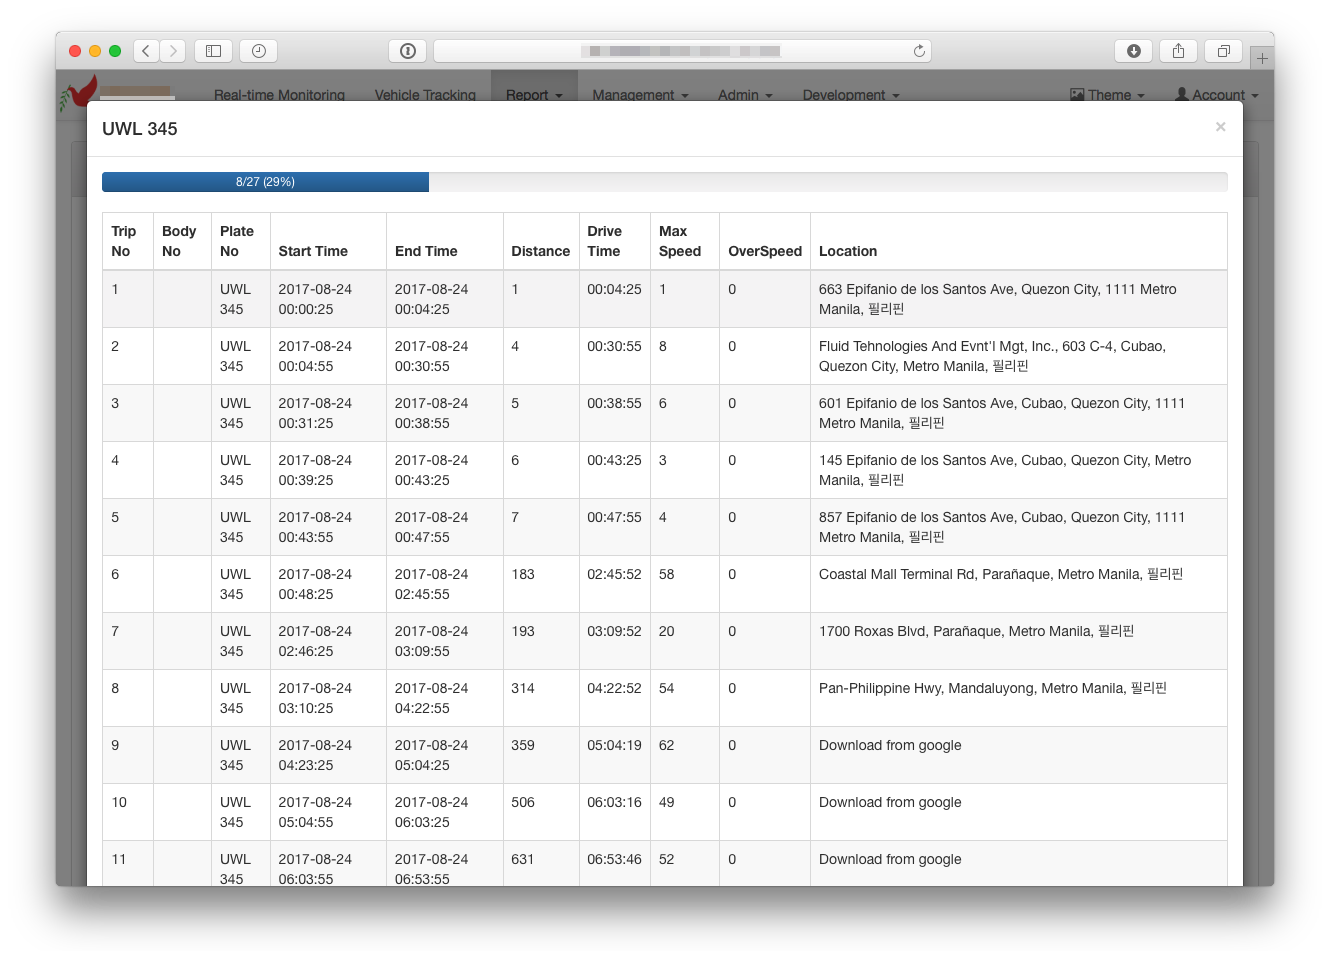 Real-time Monitoring Vehicle Tracking Report Management Admin Development Theme Account
UWL 345 ×
8/27 (29%)
Trip Body Plate Drive Max
No No No Start Time End Time Distance Time Speed OverSpeed Location
1 UWL 2017-08-24 2017-08-24 1 00:04:25 1 0 663 Epifanio de los Santos Ave, Quezon City, 1111 Metro
345 00:00:25 00:04:25 Manila, 필리핀
2 UWL 2017-08-24 2017-08-24 4 00:30:55 8 0 Fluid Tehnologies And Evnt'l Mgt, Inc., 603 C-4, Cubao,
345 00:04:55 00:30:55 Quezon City, Metro Manila, 필리핀
3 UWL 2017-08-24 2017-08-24 5 00:38:55 6 0 601 Epifanio de los Santos Ave, Cubao, Quezon City, 1111
345 00:31:25 00:38:55 Metro Manila, 필리핀
4 UWL 2017-08-24 2017-08-24 6 00:43:25 3 0 145 Epifanio de los Santos Ave, Cubao, Quezon City, Metro
345 00:39:25 00:43:25 Manila, 필리핀
5 UWL 2017-08-24 2017-08-24 7 00:47:55 4 0 857 Epifanio de los Santos Ave, Cubao, Quezon City, 1111
345 00:43:55 00:47:55 Metro Manila, 필리핀
6 UWL 2017-08-24 2017-08-24 183 02:45:52 58 0 Coastal Mall Terminal Rd, Parañaque, Metro Manila, 필리핀
345 00:48:25 02:45:55
7 UWL 2017-08-24 2017-08-24 193 03:09:52 20 0 1700 Roxas Blvd, Parañaque, Metro Manila, 필리핀
345 02:46:25 03:09:55
8 UWL 2017-08-24 2017-08-24 314 04:22:52 54 0 Pan-Philippine Hwy, Mandaluyong, Metro Manila, 필리핀
345 03:10:25 04:22:55
9 UWL 2017-08-24 2017-08-24 359 05:04:19 62 0 Download from google
345 04:23:25 05:04:25
10 UWL 2017-08-24 2017-08-24 506 06:03:16 49 0 Download from google
345 05:04:55 06:03:25
11 UWL 2017-08-24 2017-08-24 631 06:53:46 52 0 Download from google
345 06:03:55 06:53:55